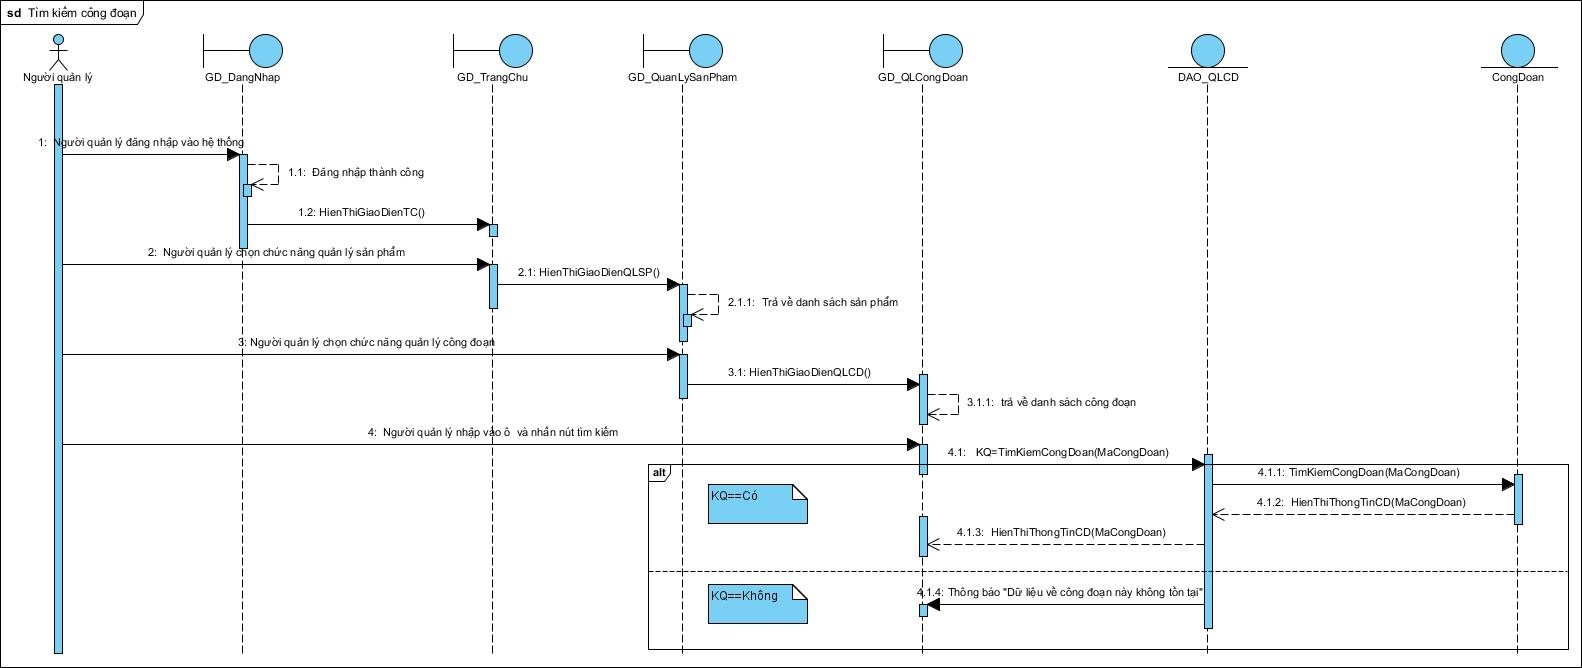 sd Tìm kiếm công đoạn
Người quản lý
GD_DangNhap
GD_TrangChu
GD_QuanLySanPham
GD_QLCongDoan
DAO_QLCD
CongDoan
1: Người quản lý đăng nhập vào hệ thống
1.1: Đăng nhập thành công
1.2: HienThiGiaoDienTC()
2: Người quản lý chọn chức năng quản lý sản phẩm
2.1: HienThiGiaoDienQLSP()
2.1.1: Trả về danh sách sản phẩm
3: Người quản lý chọn chức năng quản lý công đoạn
3.1: HienThiGiaoDienQLCD()
3.1.1: trả về danh sách công đoạn
4: Người quản lý nhập vào ô và nhấn nút tìm kiếm
4.1: KQ=TimKiemCongDoan(MaCongDoan)
alt
4.1.1: TimKiemCongDoan(MaCongDoan)
KQ==Có
4.1.2: HienThiThongTinCD(MaCongDoan)
4.1.3: HienThiThongTinCD(MaCongDoan)
KQ==Không
4.1.4: Thông báo "Dữ liệu về công đoạn này không tồn tại"